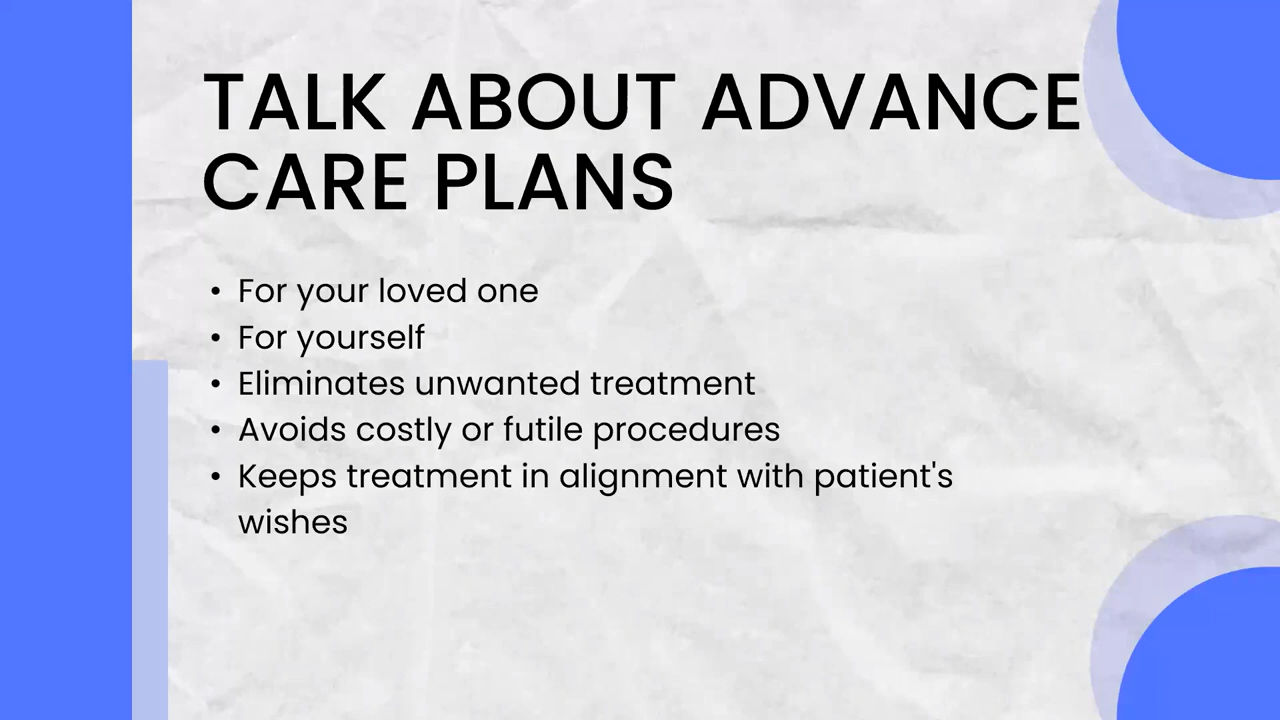 TALK ABOUT ADVANCE
CARE PLANS
• For your loved one
• For yourself
• Eliminates unwanted treatment
• Avoids costly or futile procedures
• Keeps treatment in alignment with patient's
wishes